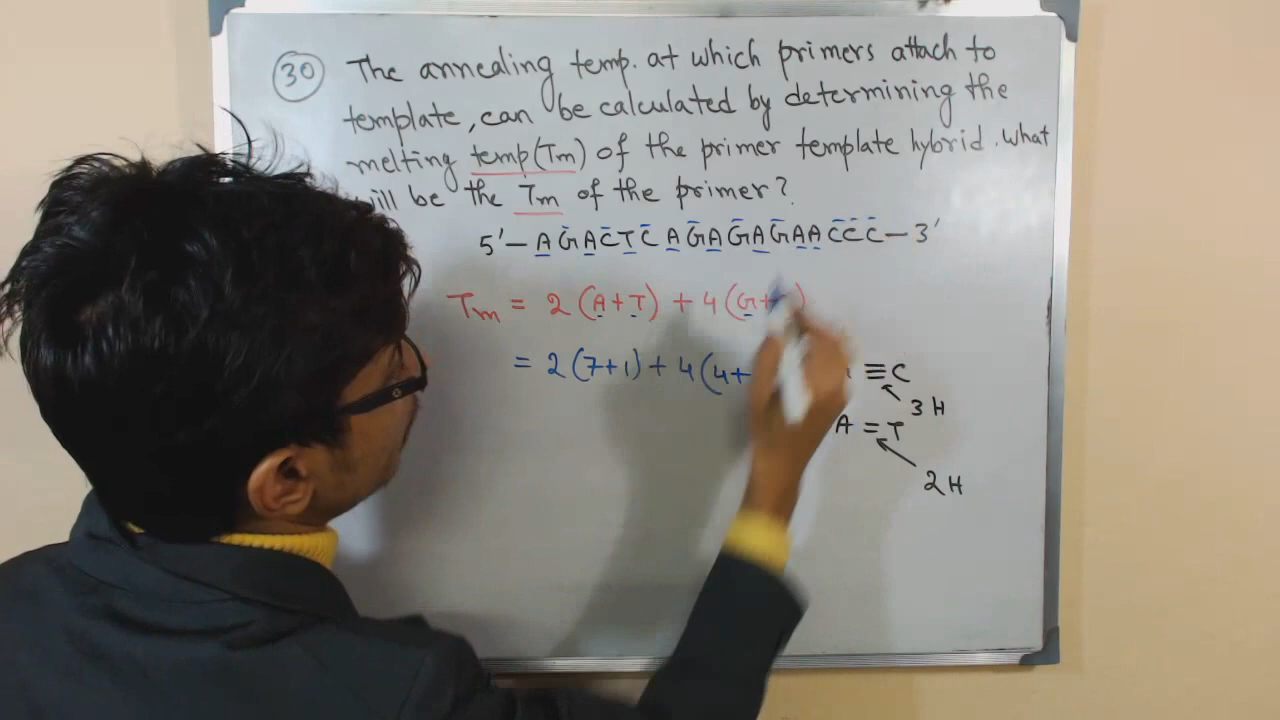 30 The annealing temp. at which primers attach to
template, can be calculated by determining the
melting temp(Tm) of the primer template hybrid. What
will be the Tm of the primer?
5'- A G A C T C A G A G A G A A C C C - 3'
Tm = 2 (A+T) + 4 (G+ )
= 2 (7+1) + 4 (4+
≡ C
3 H
A = T
2 H